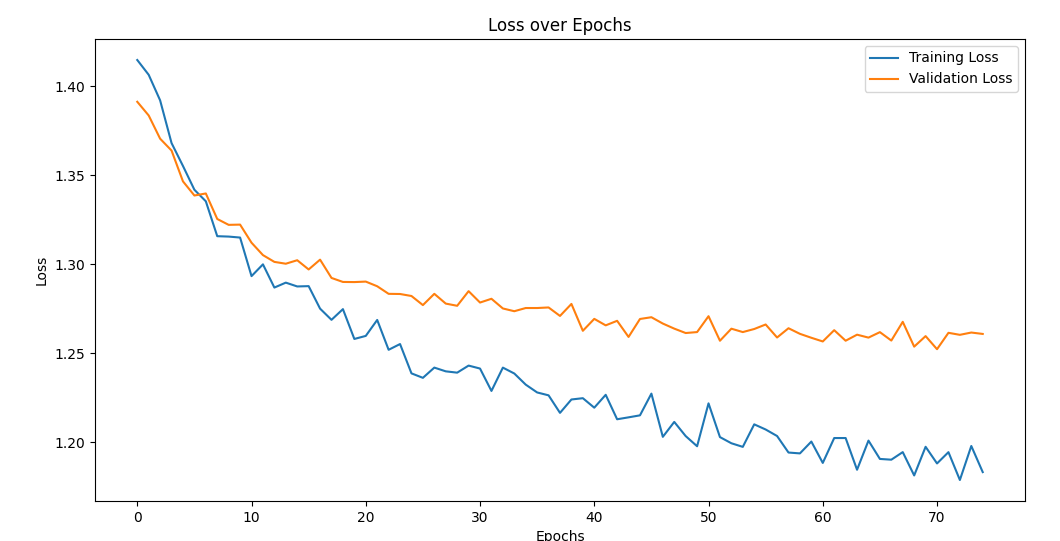 Loss over Epochs
Training Loss
Validation Loss
Loss
1.40
1.35
1.30
1.25
1.20
0 10 20 30 40 50 60 70
Epochs